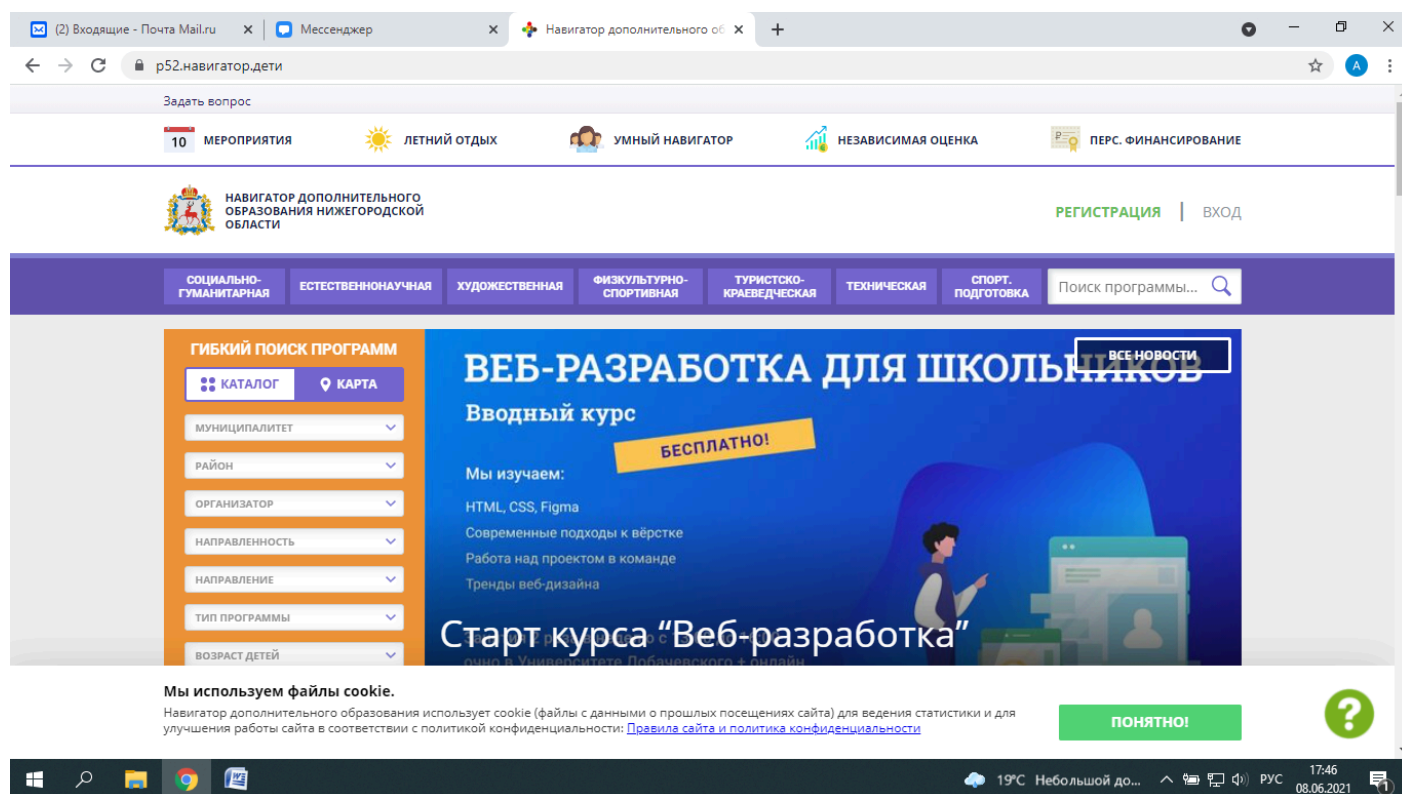 (2) Входящие - Почта Mail.ru
Мессенджер
Навигатор дополнительного об
p52.навигатор.дети
A
Задать вопрос
10 МЕРОПРИЯТИЯ
ЛЕТНИЙ ОТДЫХ
УМНЫЙ НАВИГАТОР
НЕЗАВИСИМАЯ ОЦЕНКА
ПЕРС. ФИНАНСИРОВАНИЕ
НАВИГАТОР ДОПОЛНИТЕЛЬНОГО
ОБРАЗОВАНИЯ НИЖЕГОРОДСКОЙ
ОБЛАСТИ
РЕГИСТРАЦИЯ | ВХОД
СОЦИАЛЬНО-
ГУМАНИТАРНАЯ
ЕСТЕСТВЕННОНАУЧНАЯ
ХУДОЖЕСТВЕННАЯ
ФИЗКУЛЬТУРНО-
СПОРТИВНАЯ
ТУРИСТСКО-
КРАЕВЕДЧЕСКАЯ
ТЕХНИЧЕСКАЯ
СПОРТ.
ПОДГОТОВКА
Поиск программы...
ГИБКИЙ ПОИСК ПРОГРАММ
КАТАЛОГ
КАРТА
МУНИЦИПАЛИТЕТ
РАЙОН
ОРГАНИЗАТОР
НАПРАВЛЕННОСТЬ
НАПРАВЛЕНИЕ
ТИП ПРОГРАММЫ
ВОЗРАСТ ДЕТЕЙ
ВСЕ НОВОСТИ
ВЕБ-РАЗРАБОТКА ДЛЯ ШКОЛЬНИКОВ
Вводный курс
БЕСПЛАТНО!
Мы изучаем:
HTML, CSS, Figma
Современные подходы к вёрстке
Работа над проектом в команде
Тренды веб-дизайна
Старт курса “Веб-разработка”
очно в Университете Лобачевского + онлайн
Мы используем файлы cookie.
Навигатор дополнительного образования использует cookie (файлы с данными о прошлых посещениях сайта) для ведения статистики и для
улучшения работы сайта в соответствии с политикой конфиденциальности: Правила сайта и политика конфиденциальности
ПОНЯТНО!
?
19°C Небольшой до...
РУС
17:46
08.06.2021
1